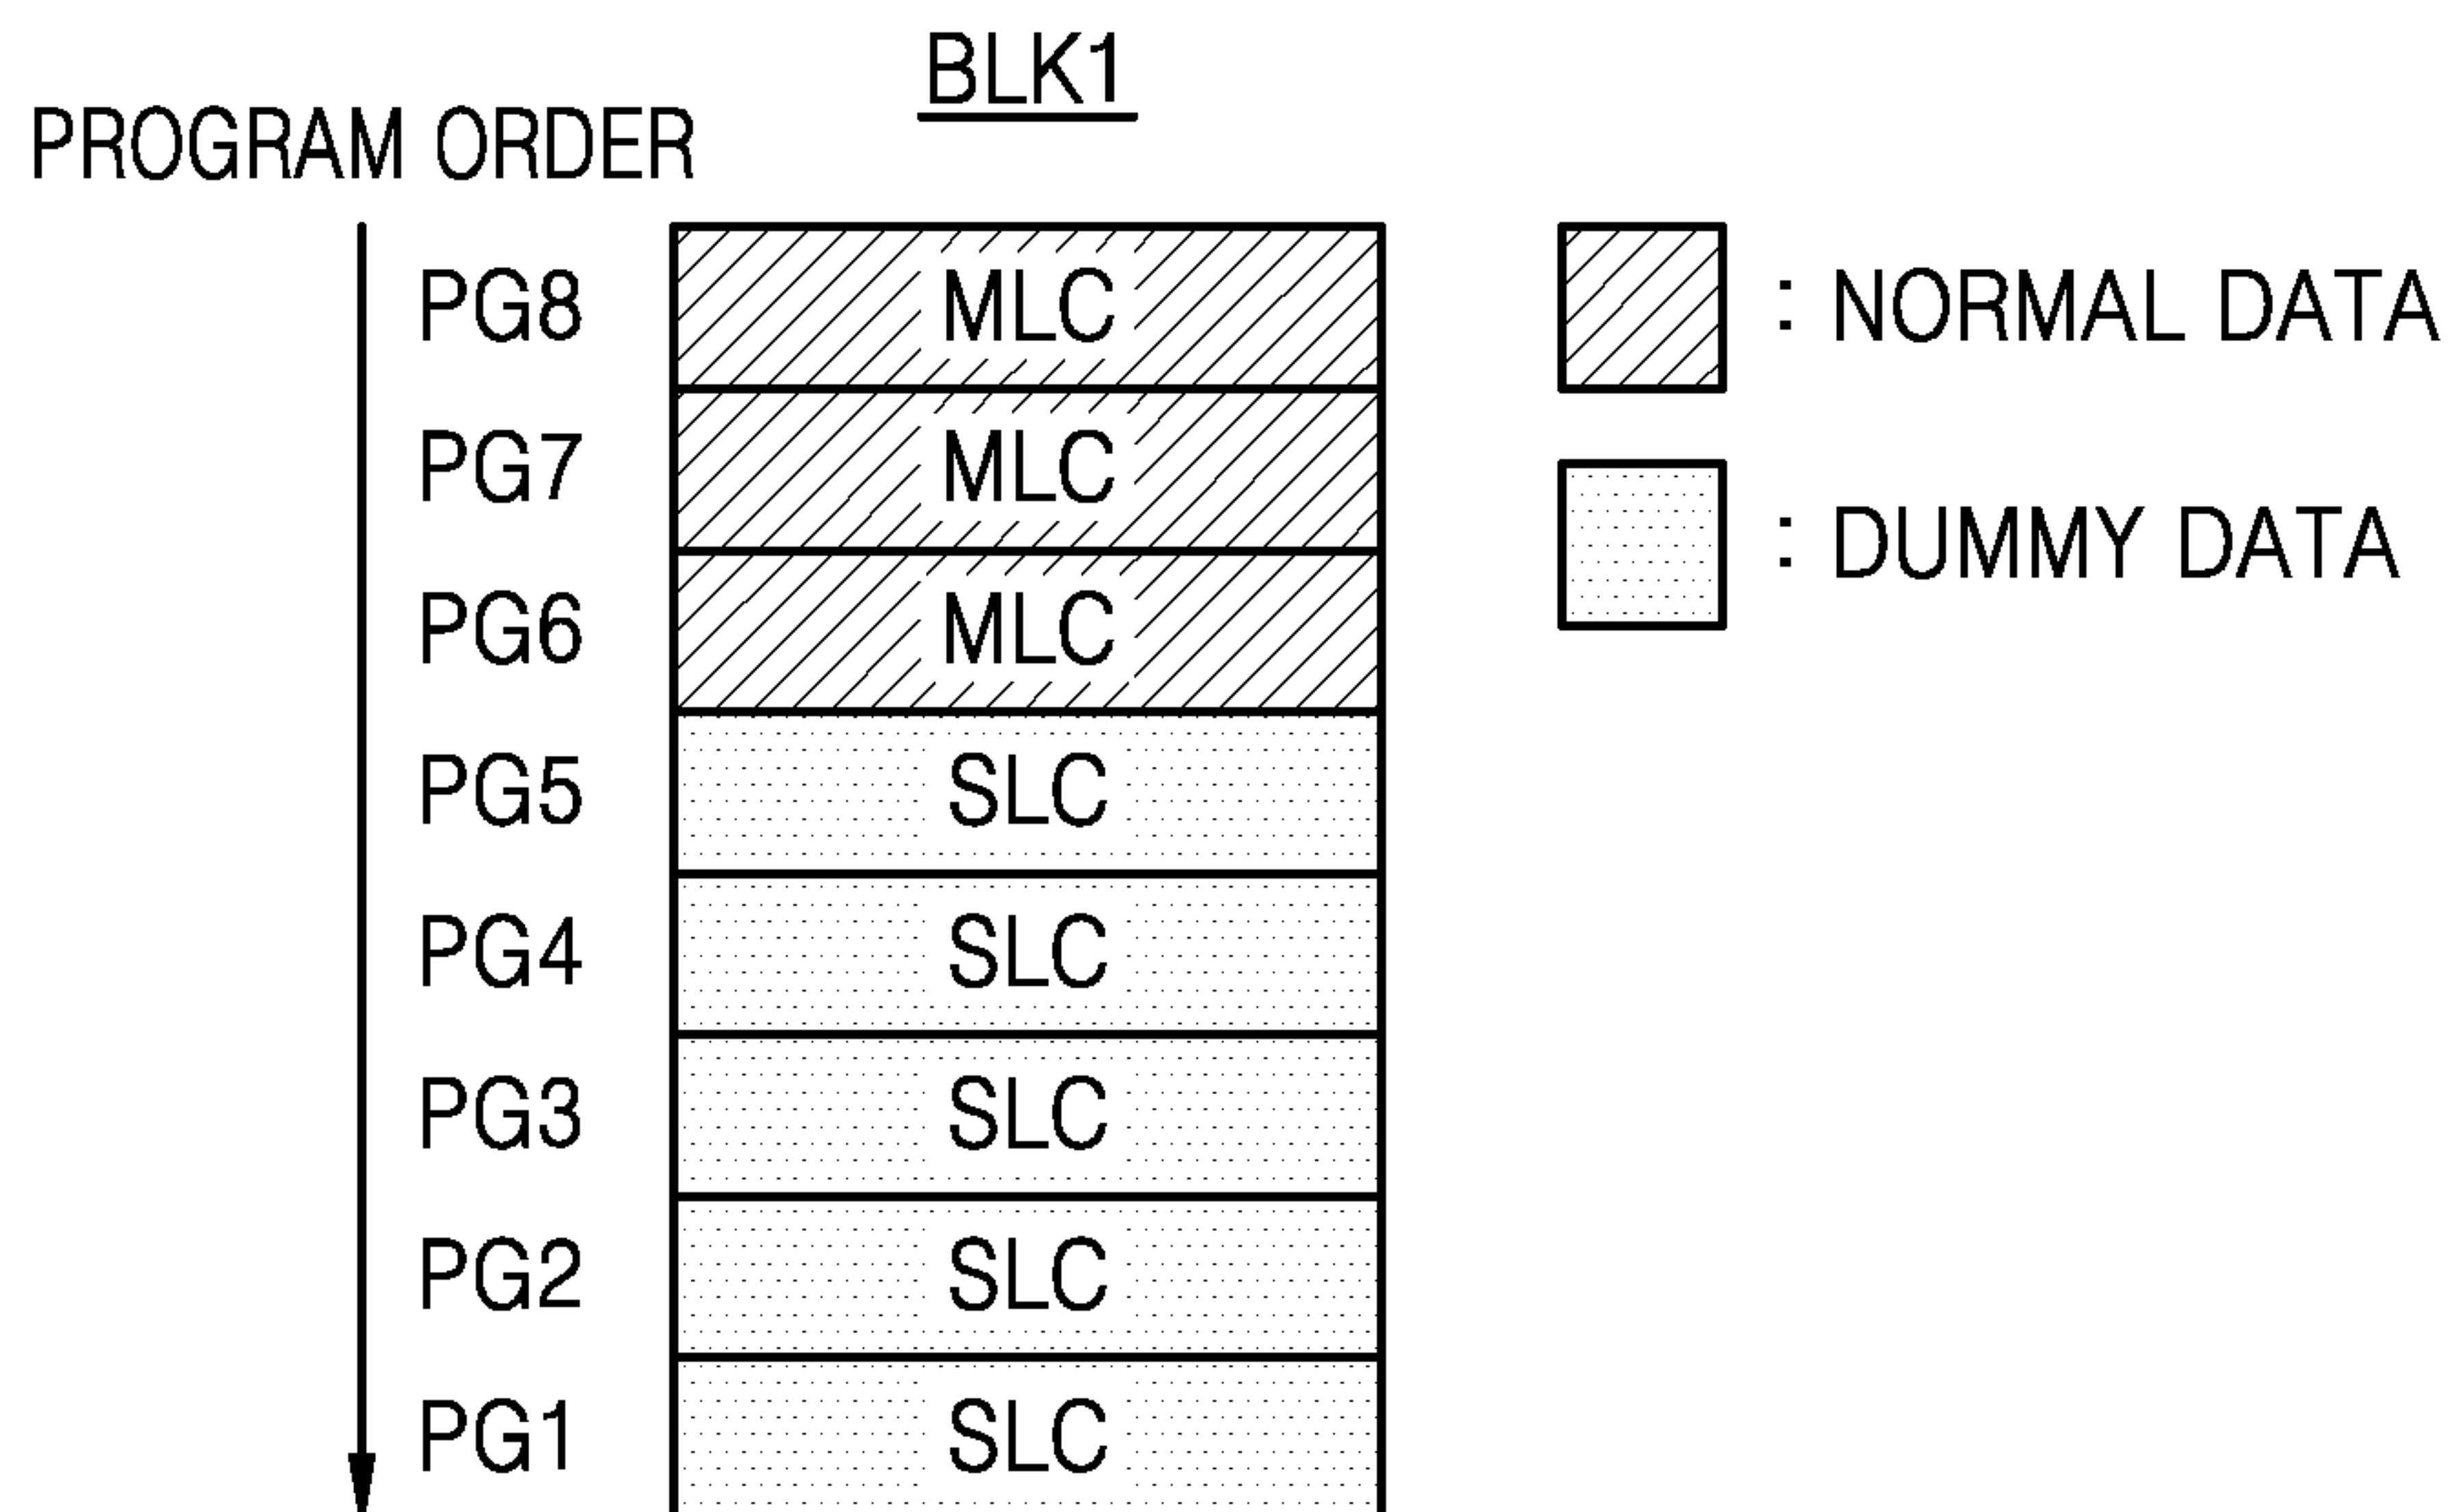 BLK1
PROGRAM ORDER
PG8 MLC : NORMAL DATA
PG7 MLC
: DUMMY DATA
PG6 MLC
PG5 SLC
PG4 SLC
PG3 SLC
PG2 SLC
PG1 SLC